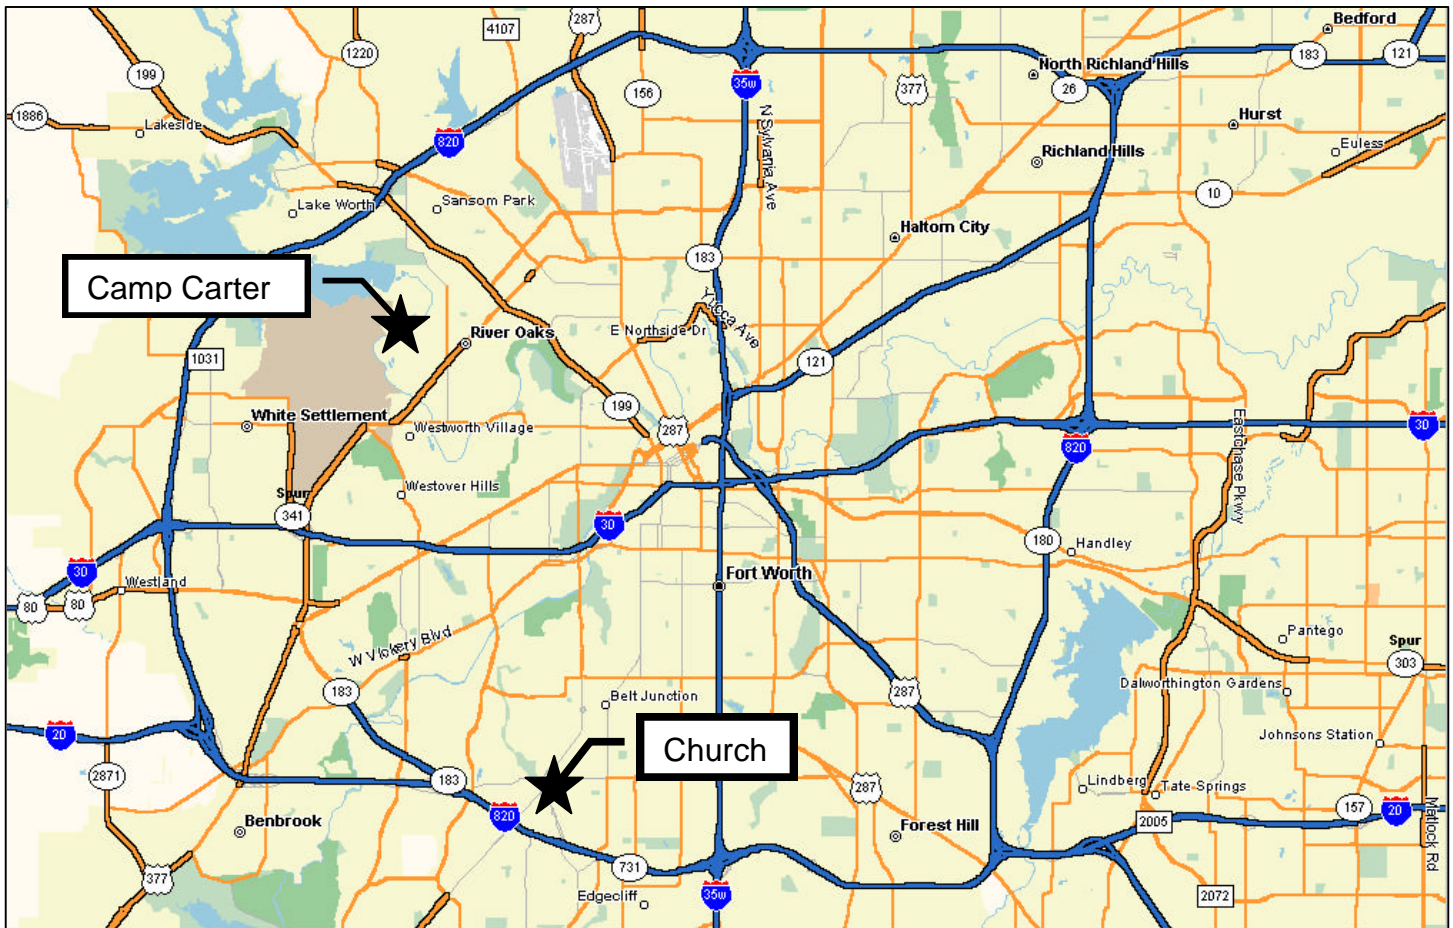 287
4107
Bedford
1220
183
121
199
North Richland Hills
35w
377
26
156
1886
Lakeside
Hurst
N Sylvania Ave
820
Euless
Richland Hills
10
Lake Worth
Sansom Park
Haltom City
183
Camp Carter
Yucca Ave
E Northside Dr
River Oaks
1031
121
199
White Settlement
Westworth Village
287
30
Eastchase Pkwy
820
Westover Hills
Spur
341
30
180
Handley
30
Fort Worth
Westland
80
80
W Vickery Blvd
Pantego
Spur
303
183
287
Dalworthington Gardens
Belt Junction
20
Church
Johnsons Station
2871
183
287
Lindberg
Tate Springs
157
20
Matlock Rd
820
2005
Benbrook
Forest Hill
731
377
35w
Edgecliff
2072